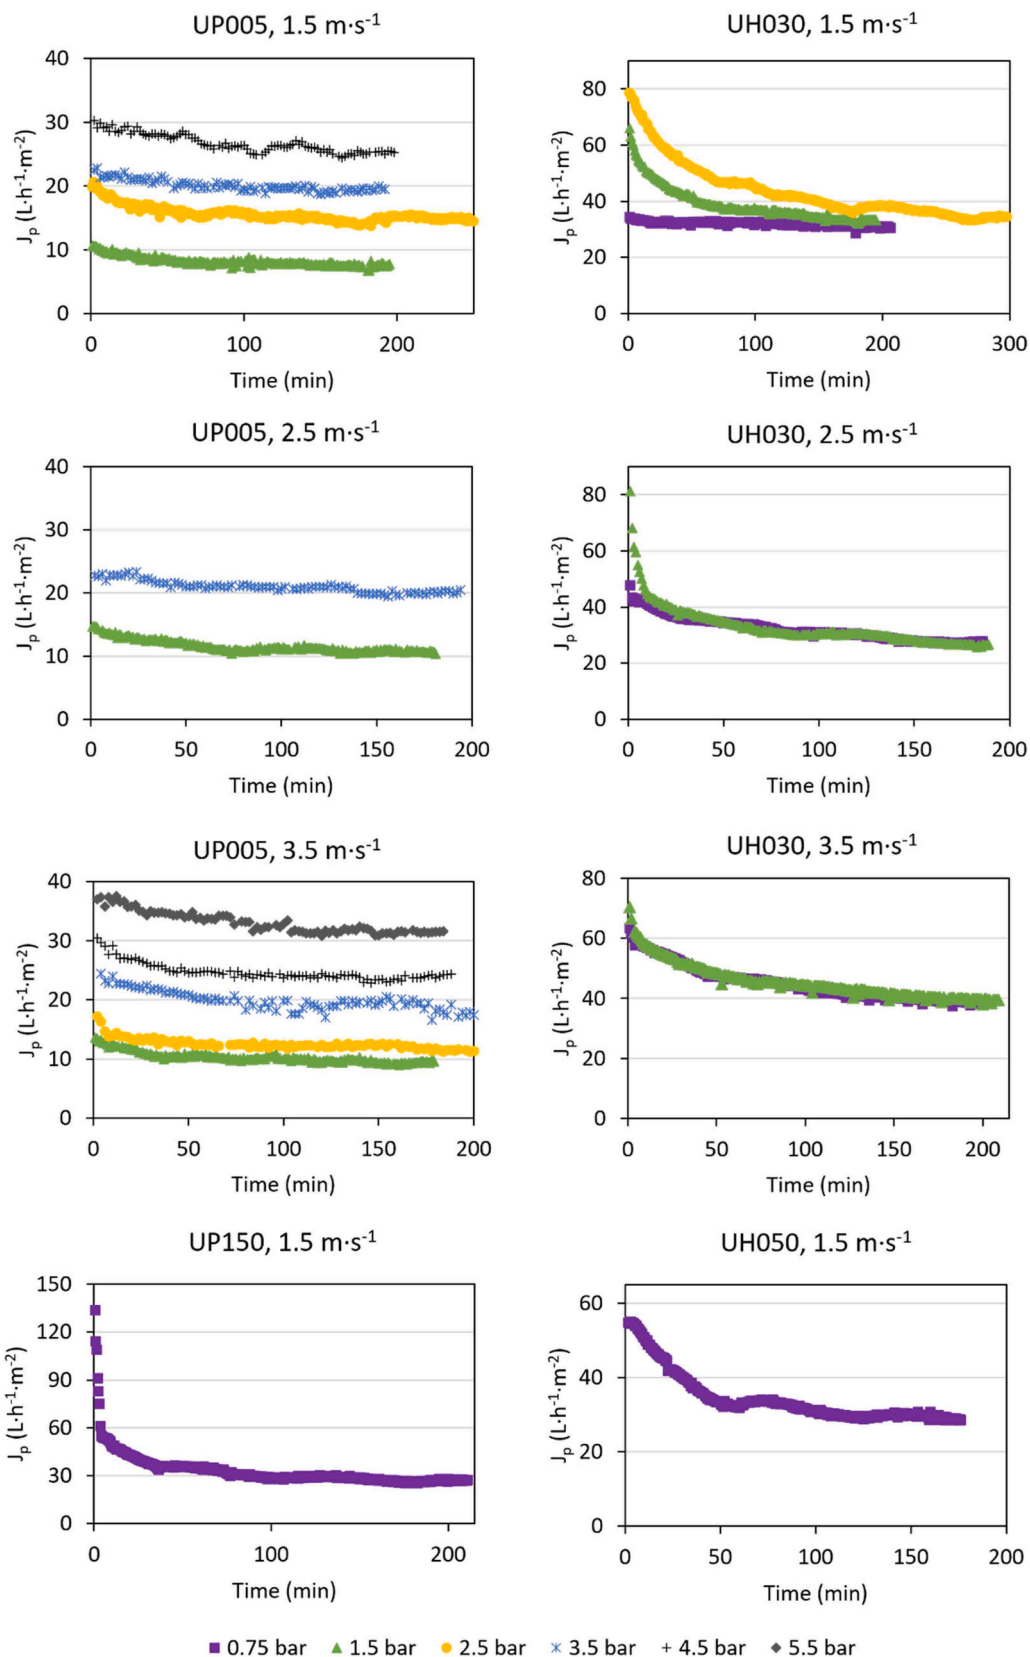 UP005, 1.5 m·s⁻¹
40
30
20
10
0
J_p (L·h⁻¹·m⁻²)
0 100 200
Time (min)
UH030, 1.5 m·s⁻¹
80
60
40
20
0
J_p (L·h⁻¹·m⁻²)
0 100 200 300
Time (min)
UP005, 2.5 m·s⁻¹
40
30
20
10
0
J_p (L·h⁻¹·m⁻²)
0 50 100 150 200
Time (min)
UH030, 2.5 m·s⁻¹
80
60
40
20
0
J_p (L·h⁻¹·m⁻²)
0 50 100 150 200
Time (min)
UP005, 3.5 m·s⁻¹
40
30
20
10
0
J_p (L·h⁻¹·m⁻²)
0 50 100 150 200
Time (min)
UH030, 3.5 m·s⁻¹
80
60
40
20
0
J_p (L·h⁻¹·m⁻²)
0 50 100 150 200
Time (min)
UP150, 1.5 m·s⁻¹
150
120
90
60
30
0
J_p (L·h⁻¹·m⁻²)
0 100 200
Time (min)
UH050, 1.5 m·s⁻¹
60
40
20
0
J_p (L·h⁻¹·m⁻²)
0 50 100 150 200
Time (min)
0.75 bar 1.5 bar 2.5 bar 3.5 bar 4.5 bar 5.5 bar